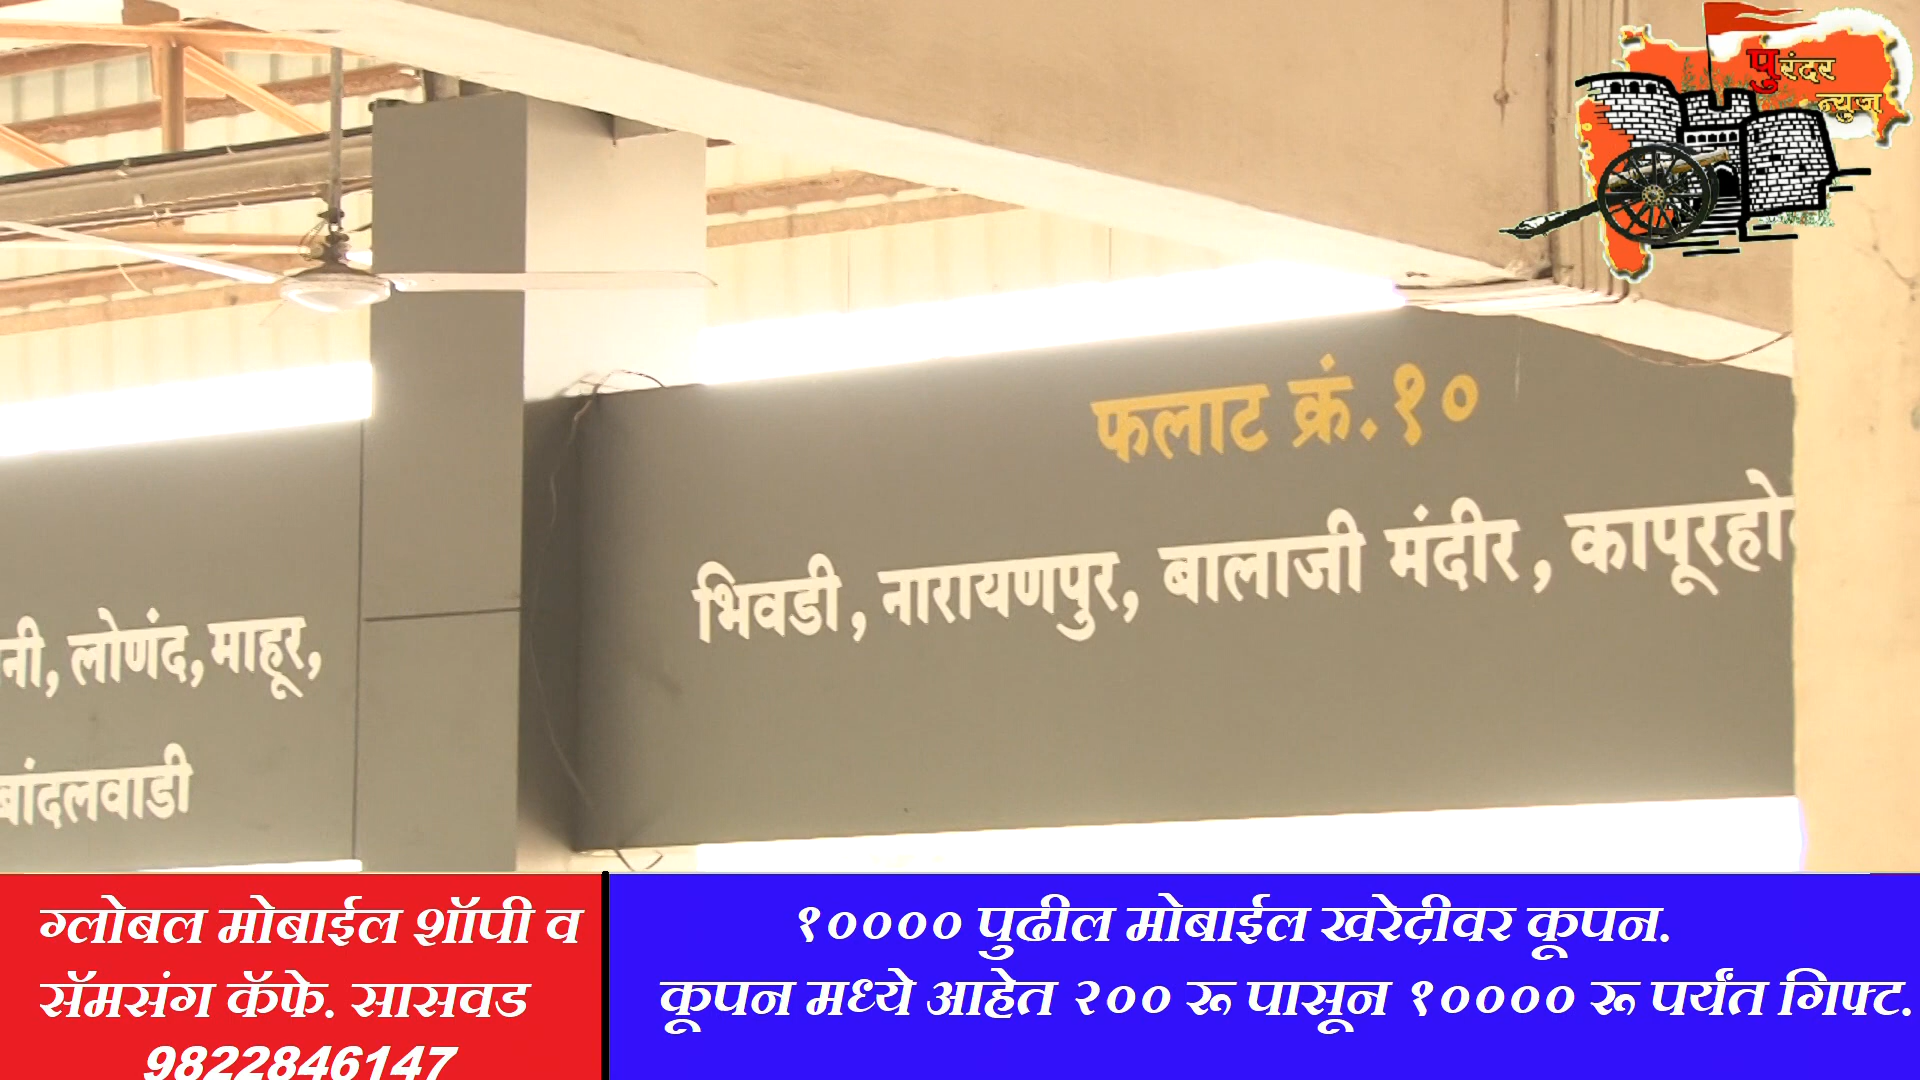 पुरंदर
न्युज
फलाट क्रं.१०
भिवडी, नारायणपुर, बालाजी मंदीर,
लोणंद, माहूर,
बांदलवाडी
ग्लोबल मोबाईल शॉपी व
सॅमसंग कॅफे. सासवड
9822846147
१०००० पुढील मोबाईल खरेदीवर कूपन.
कूपन मध्ये आहेत २०० रू पासून १०००० रू पर्यंत गिफ्ट.